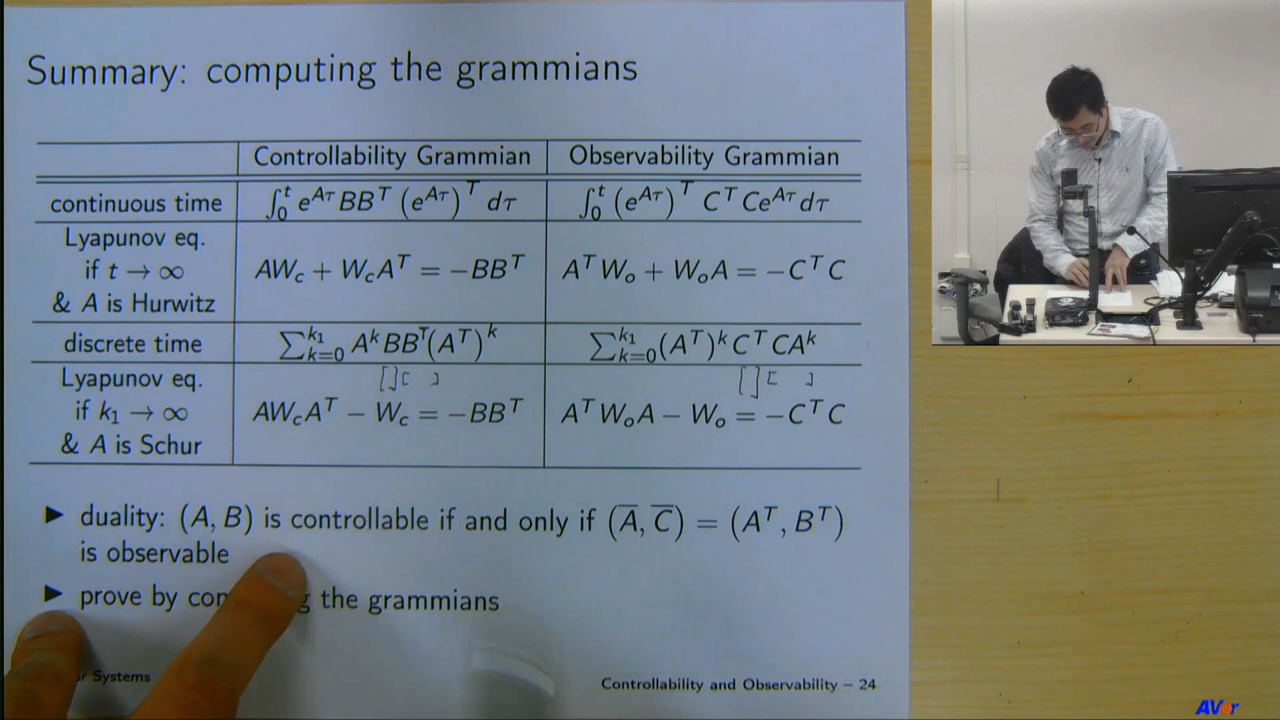 Summary: computing the grammians
Controllability Grammian Observability Grammian
continuous time ∫₀ᵗ e^{Aτ}BBᵀ(e^{Aτ})ᵀ dτ ∫₀ᵗ (e^{Aτ})ᵀ CᵀCe^{Aτ}dτ
Lyapunov eq.
if t → ∞ AW_c + W_cAᵀ = −BBᵀ AᵀW_o + W_oA = −CᵀC
& A is Hurwitz
discrete time ∑_{k=0}^{k₁} AᵏBBᵀ(Aᵀ)ᵏ ∑_{k=0}^{k₁}(Aᵀ)ᵏCᵀCAᵏ
Lyapunov eq. [][ ] [][ ]
if k₁ → ∞ AW_cAᵀ − W_c = −BBᵀ AᵀW_oA − W_o = −CᵀC
& A is Schur
▶ duality: (A, B) is controllable if and only if (A̅, C̅) = (Aᵀ, Bᵀ)
is observable
▶ prove by the grammians
Systems Controllability and Observability – 24
AVer